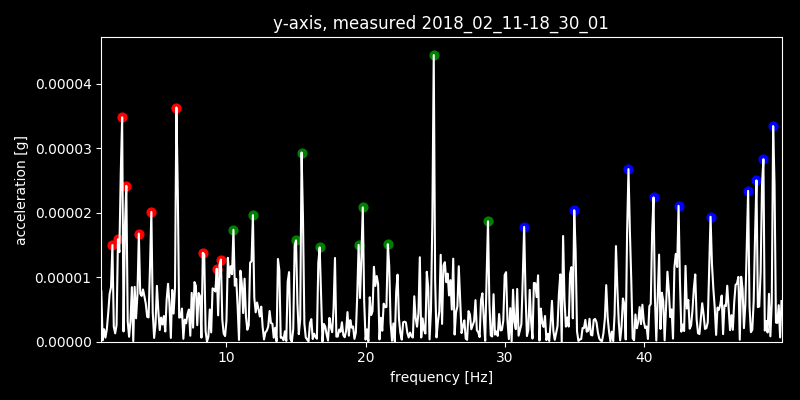 y-axis, measured 2018_02_11-18_30_01
0.00004
0.00003
0.00002
0.00001
0.00000
acceleration [g]
10 20 30 40
frequency [Hz]